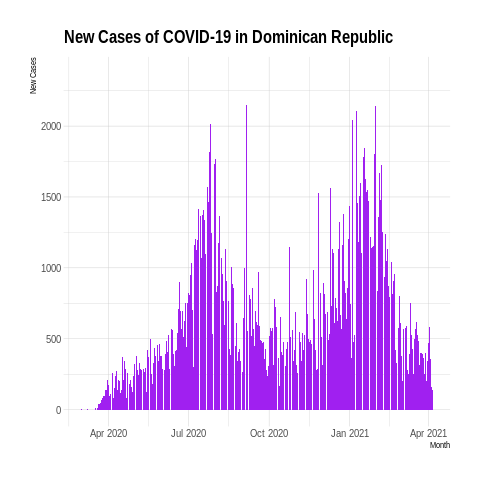 New Cases of COVID-19 in Dominican Republic
New Cases
2000
1500
1000
500
0
Apr 2020 Jul 2020 Oct 2020 Jan 2021 Apr 2021
Month